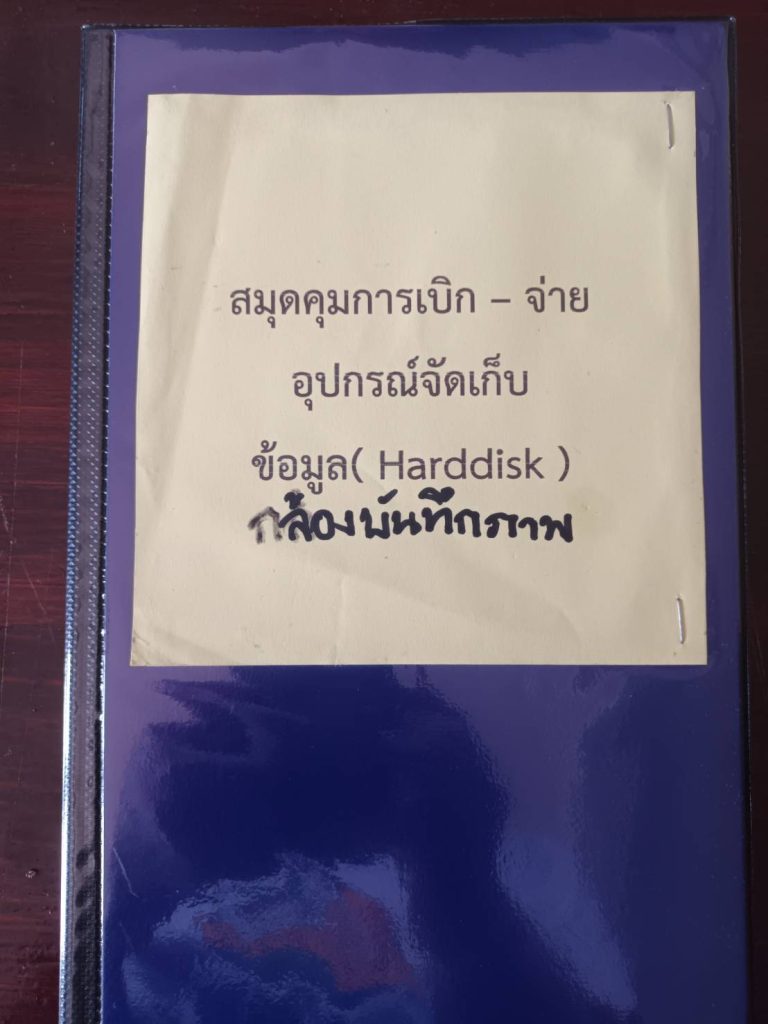 สมุดคุมการเบิก – จ่าย
อุปกรณ์จัดเก็บ
ข้อมูล( Harddisk )
กล้องบันทึกภาพ